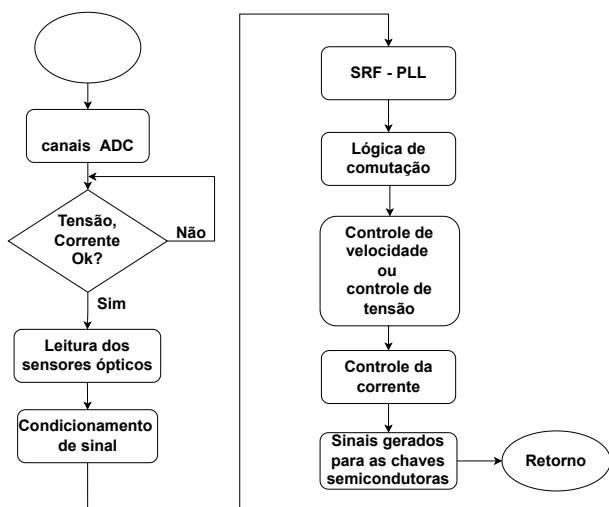 canais ADC
Tensão,
Corrente
Ok?
Não
Sim
Leitura dos
sensores ópticos
Condicionamento
de sinal
SRF - PLL
Lógica de
comutação
Controle de
velocidade
ou
controle de
tensão
Controle da
corrente
Sinais gerados
para as chaves
semicondutoras
Retorno